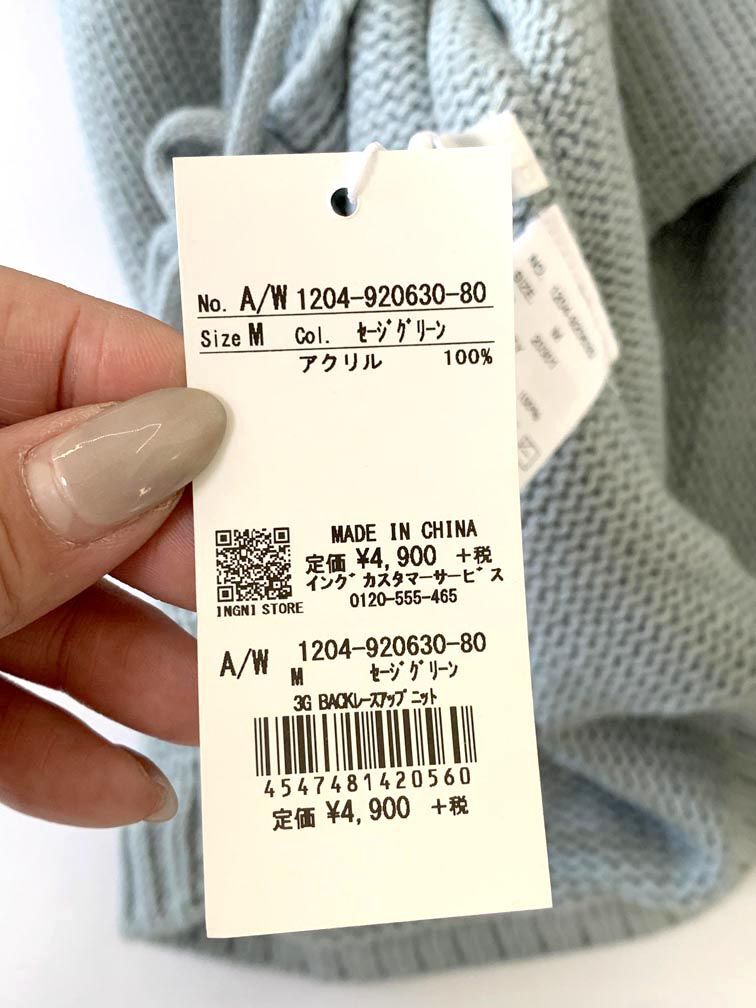 No. A/W 1204-920630-80
Size M Col. セージグリーン
アクリル 100%
MADE IN CHINA
定価 ¥4,900 +税
イング カスタマーサービス
0120-555-465
INGNI STORE
A/W 1204-920630-80
M セージグリーン
3G BACKレースアップ ニット
4547481420560
定価 ¥4,900 +税
NO.
SIZE M
100%